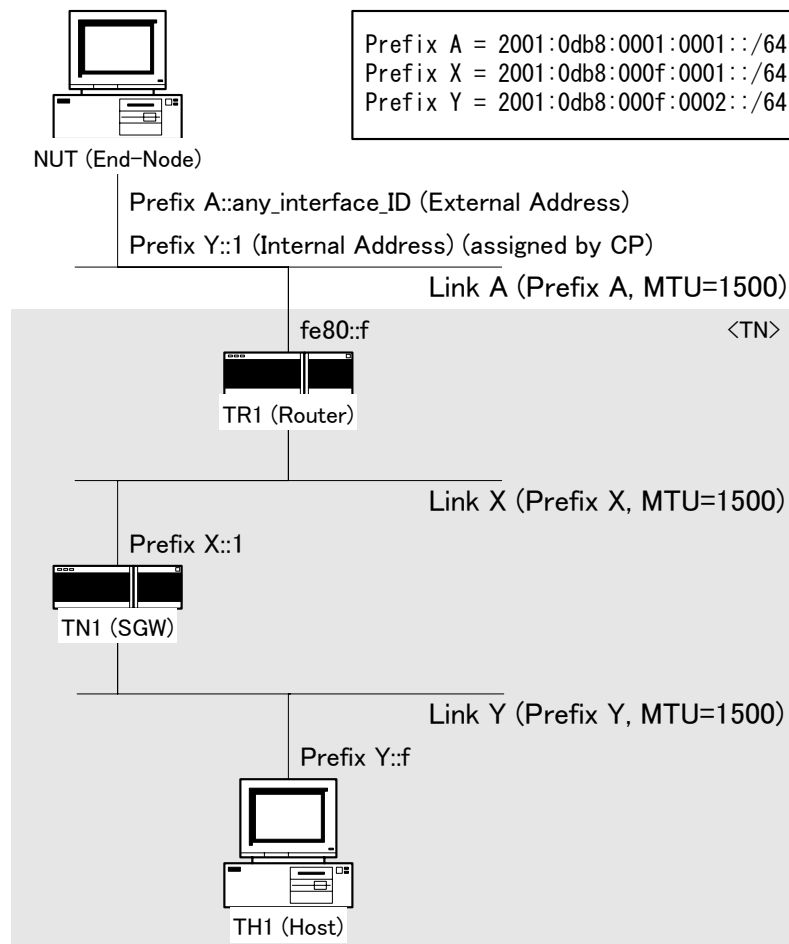 Prefix A = 2001:0db8:0001:0001::/64
Prefix X = 2001:0db8:000f:0001::/64
Prefix Y = 2001:0db8:000f:0002::/64
NUT (End-Node)
Prefix A::any_interface_ID (External Address)
Prefix Y::1 (Internal Address) (assigned by CP)
Link A (Prefix A, MTU=1500)
fe80::f
<TN>
TR1 (Router)
Link X (Prefix X, MTU=1500)
Prefix X::1
TN1 (SGW)
Link Y (Prefix Y, MTU=1500)
Prefix Y::f
TH1 (Host)